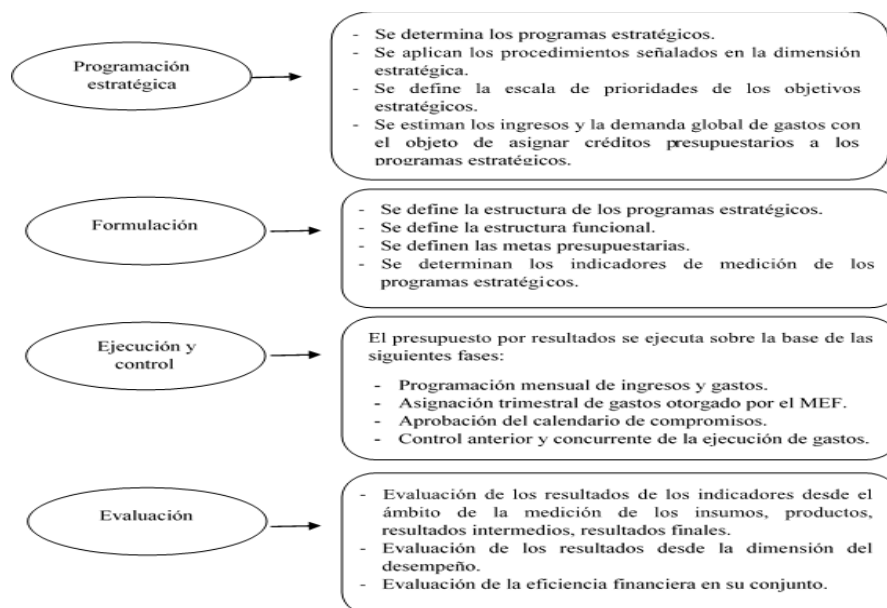 Programación
estratégica
- Se determina los programas estratégicos.
- Se aplican los procedimientos señalados en la dimensión
estratégica.
- Se define la escala de prioridades de los objetivos
estratégicos.
- Se estiman los ingresos y la demanda global de gastos con
el objeto de asignar créditos presupuestarios a los
programas estratégicos.
Formulación
- Se define la estructura de los programas estratégicos.
- Se define la estructura funcional.
- Se definen las metas presupuestarias.
- Se determinan los indicadores de medición de los
programas estratégicos.
Ejecución y
control
El presupuesto por resultados se ejecuta sobre la base de las
siguientes fases:
- Programación mensual de ingresos y gastos.
- Asignación trimestral de gastos otorgado por el MEF.
- Aprobación del calendario de compromisos.
- Control anterior y concurrente de la ejecución de gastos.
Evaluación
- Evaluación de los resultados de los indicadores desde el
ámbito de la medición de los insumos, productos,
resultados intermedios, resultados finales.
- Evaluación de los resultados desde la dimensión del
desempeño.
- Evaluación de la eficiencia financiera en su conjunto.